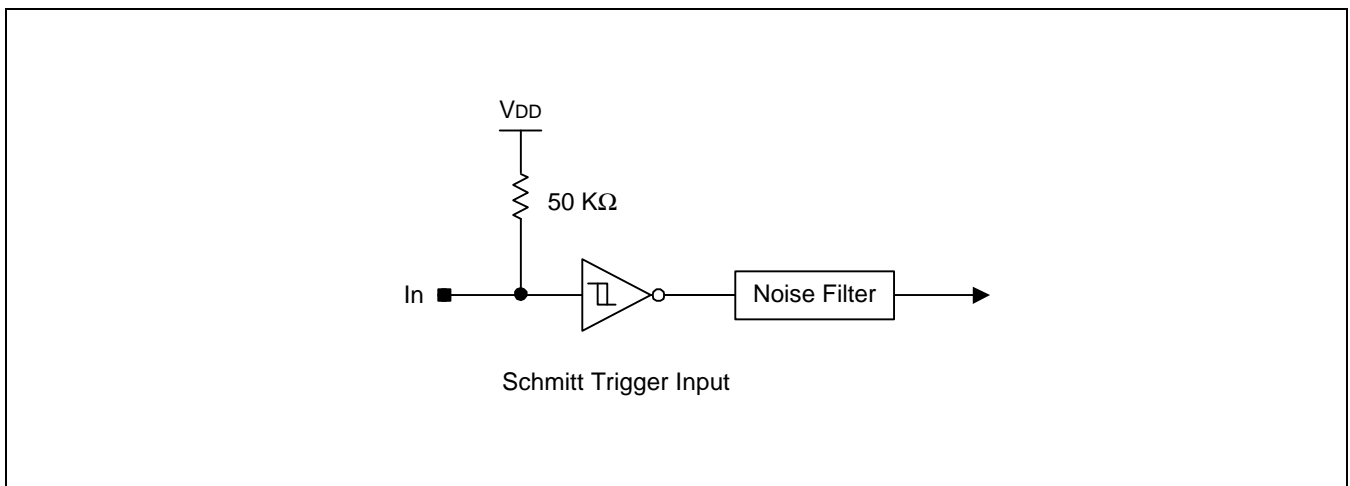 VDD
50 KΩ
In
Noise Filter
Schmitt Trigger Input